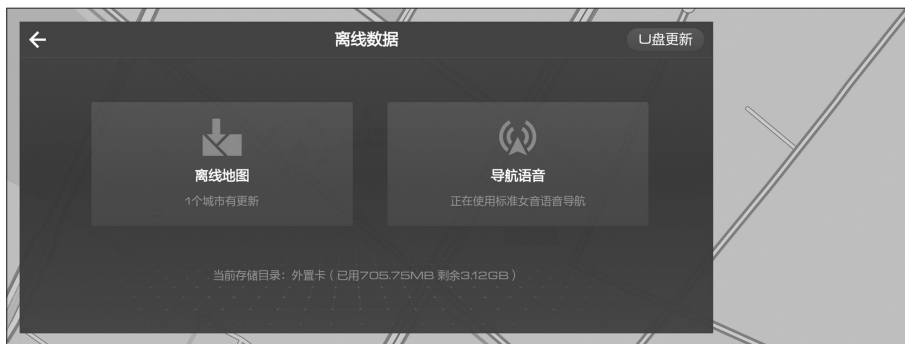 离线数据
U盘更新
离线地图
导航语音
1个城市有更新
正在使用标准女音语音导航
当前存储目录：外置卡（已用705.75MB 剩余3.12GB）